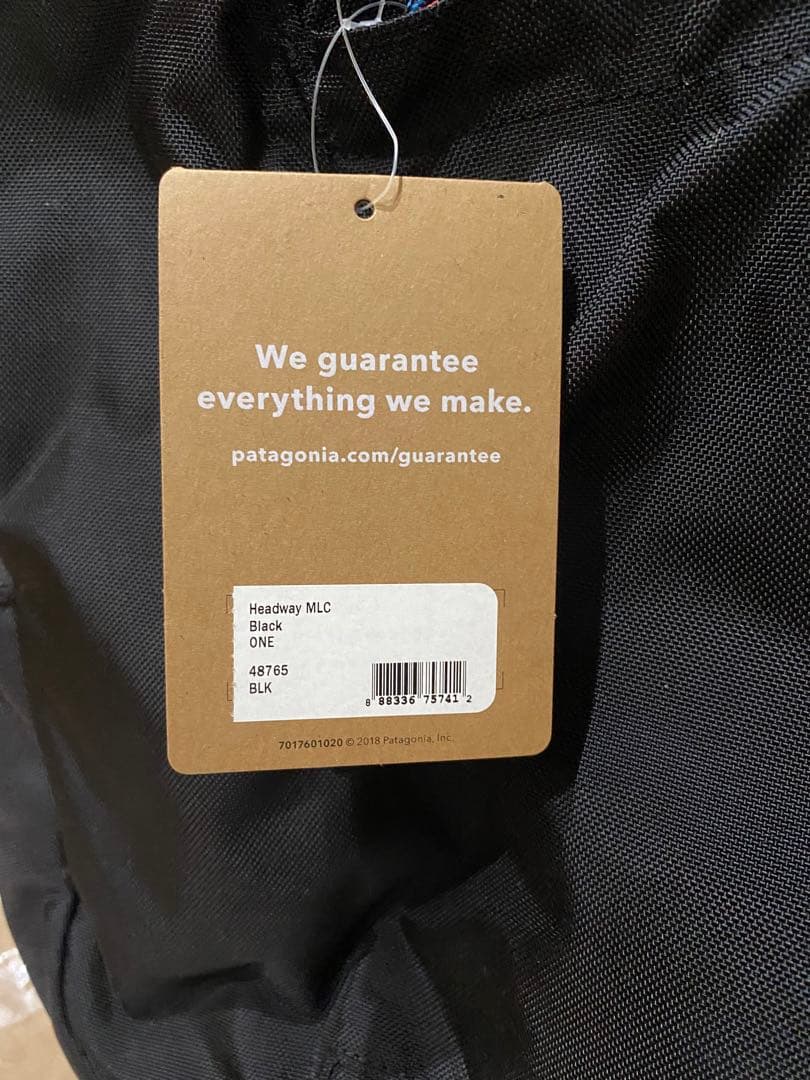 We guarantee
everything we make.
patagonia.com/guarantee
Headway MLC
Black
ONE
48765
BLK
8 88336 75741 2
7017601020 © 2018 Patagonia, Inc.